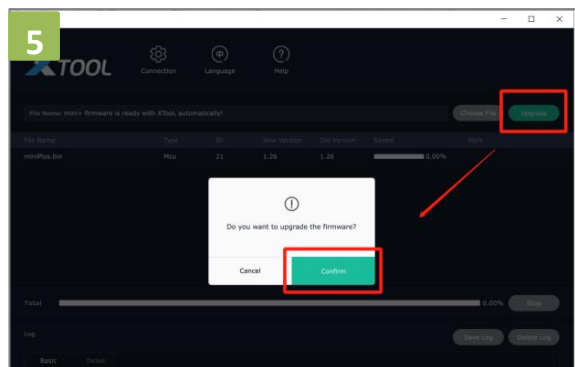 5
XTOOL
Connection
Language
Help
File Name: mini+ firmware is ready with XTooL automatically!
Choose File
Upgrade
File Name Type ID New Version Old Version Speed Mark
miniPlus.bin Mcu 21 1.26 1.26 0.00%
Do you want to upgrade the firmware?
Cancel Confirm
Total 0.00% Stop
Log Save Log Delete Log
Basic Detail